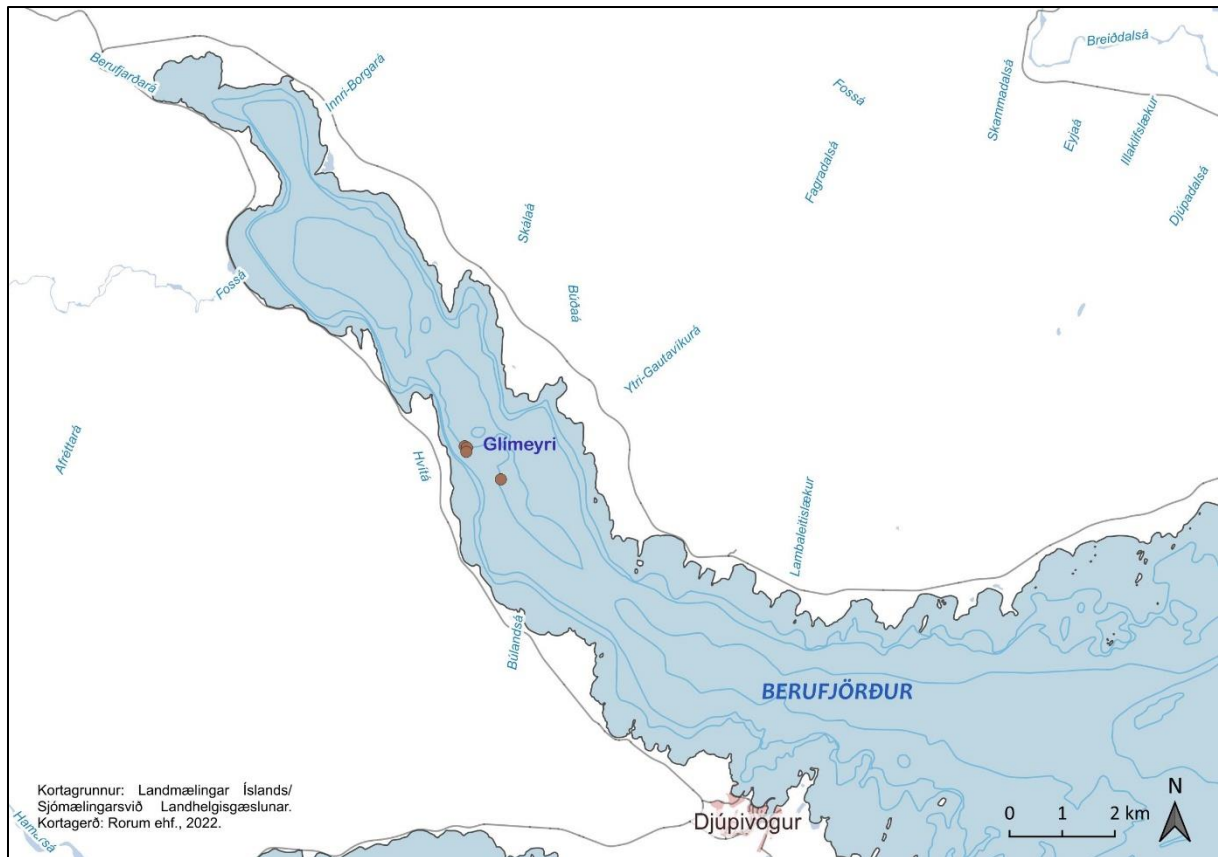 Breiðdalsá
Berufjarðará
Innri-Borgará
Fossá
Skammadalsá
Eyjaá
Illaklifslækur
Fagradalsá
Djúpadalsá
Skálaá
Fossá
Búðaá
Ytri-Gautavíkurá
Afréttará
Glímeyri
Hvítá
Lambaleitislækur
Búlandsá
BERUFJÖRÐUR
Kortagrunnur: Landmælingar Íslands/
Sjómælingarsvið Landhelgisgæslunar.
Kortagerð: Rorum ehf., 2022.
Hamarsá
Djúpivogur
0 1 2 km
N